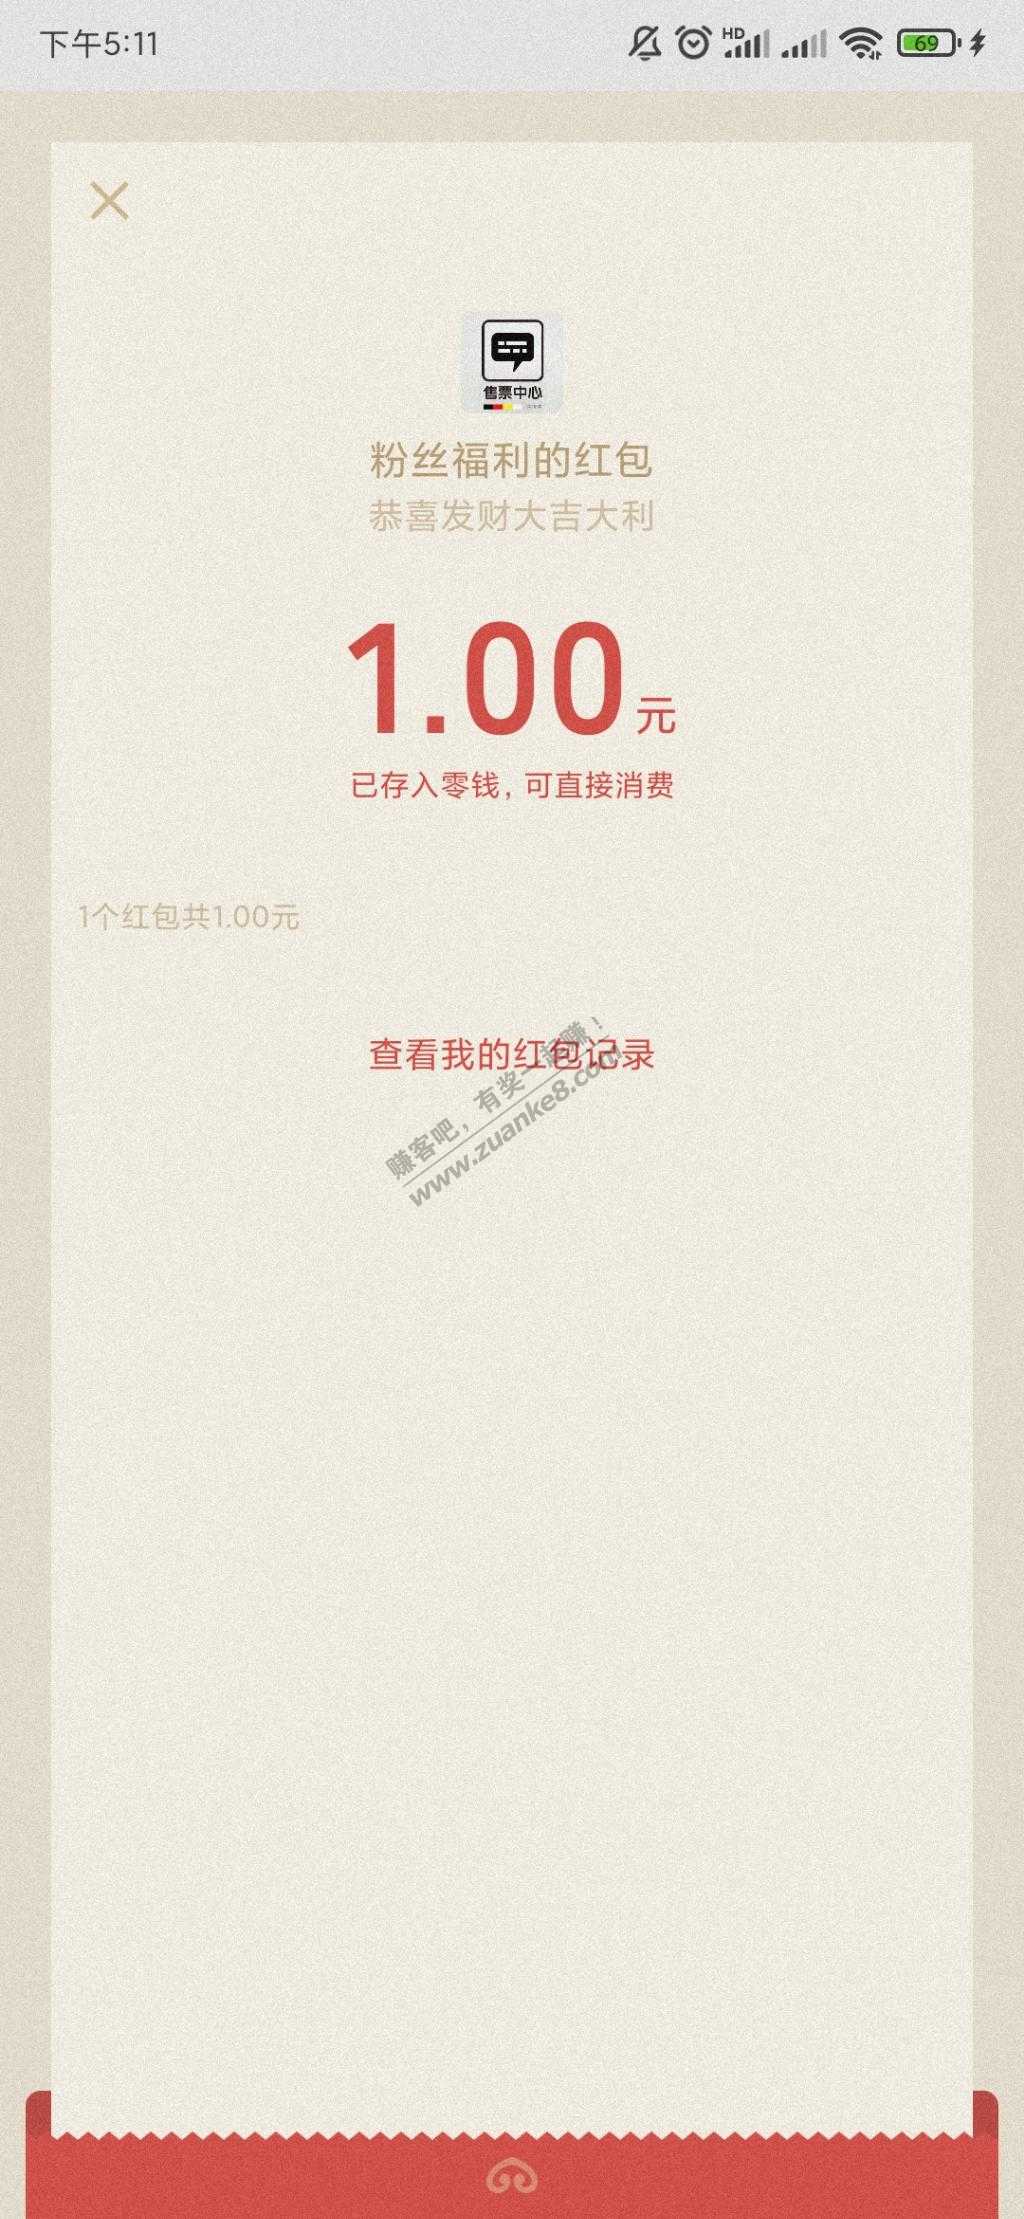 下午5:11
HD
69
售票中心
粉丝福利的红包
恭喜发财大吉大利
1.00元
已存入零钱，可直接消费
1个红包共1.00元
查看我的红包记录
赚客吧，有奖一起赚！
www.zuanke8.com